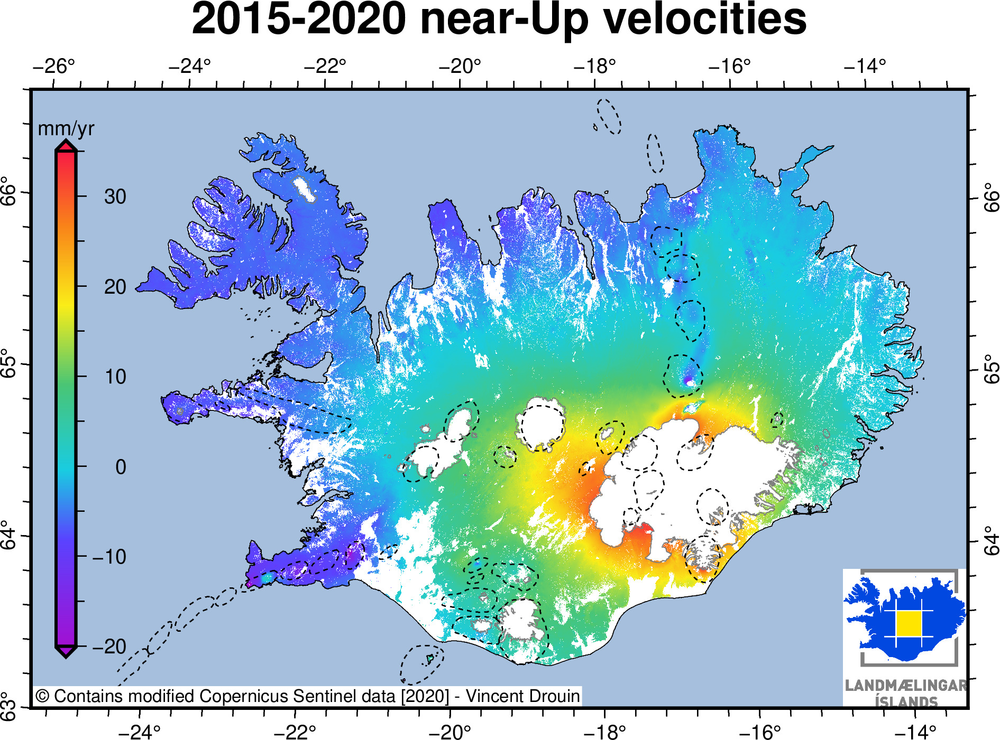 2015-2020 near-Up velocities
−26° −24° −22° −20° −18° −16° −14°
mm/yr
30
20
10
0
−10
−20
66°
65°
64°
63°
66°
65°
64°
© Contains modified Copernicus Sentinel data [2020] - Vincent Drouin
LANDMÆLINGAR
ÍSLANDS
−24° −22° −20° −18° −16° −14°